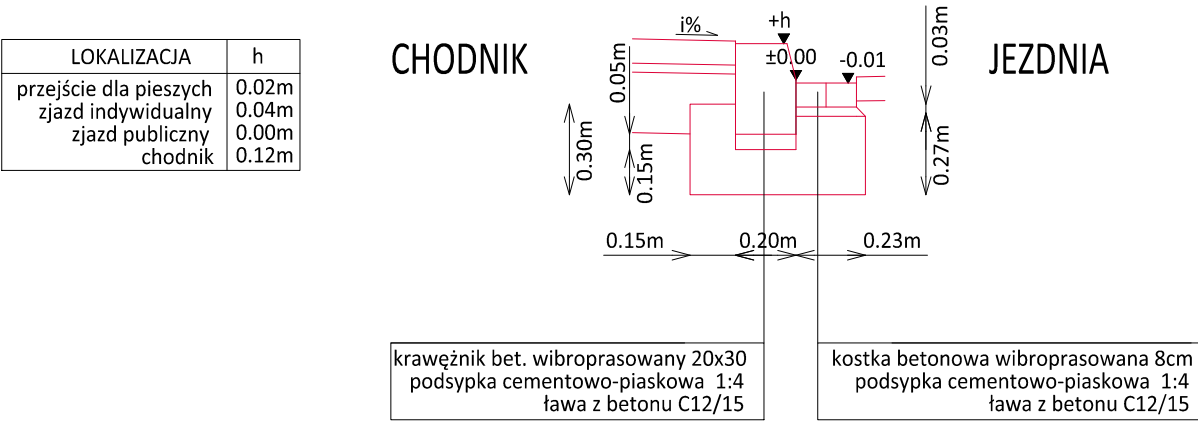 LOKALIZACJA h
przejście dla pieszych 0.02m
zjazd indywidualny 0.04m
zjazd publiczny 0.00m
chodnik 0.12m
CHODNIK
i%
+h
±0.00
-0.01
JEZDNIA
0.05m
0.03m
0.30m
0.15m
0.27m
0.15m
0.20m
0.23m
krawężnik bet. wibroprasowany 20x30
podsypka cementowo-piaskowa 1:4
ława z betonu C12/15
kostka betonowa wibroprasowana 8cm
podsypka cementowo-piaskowa 1:4
ława z betonu C12/15